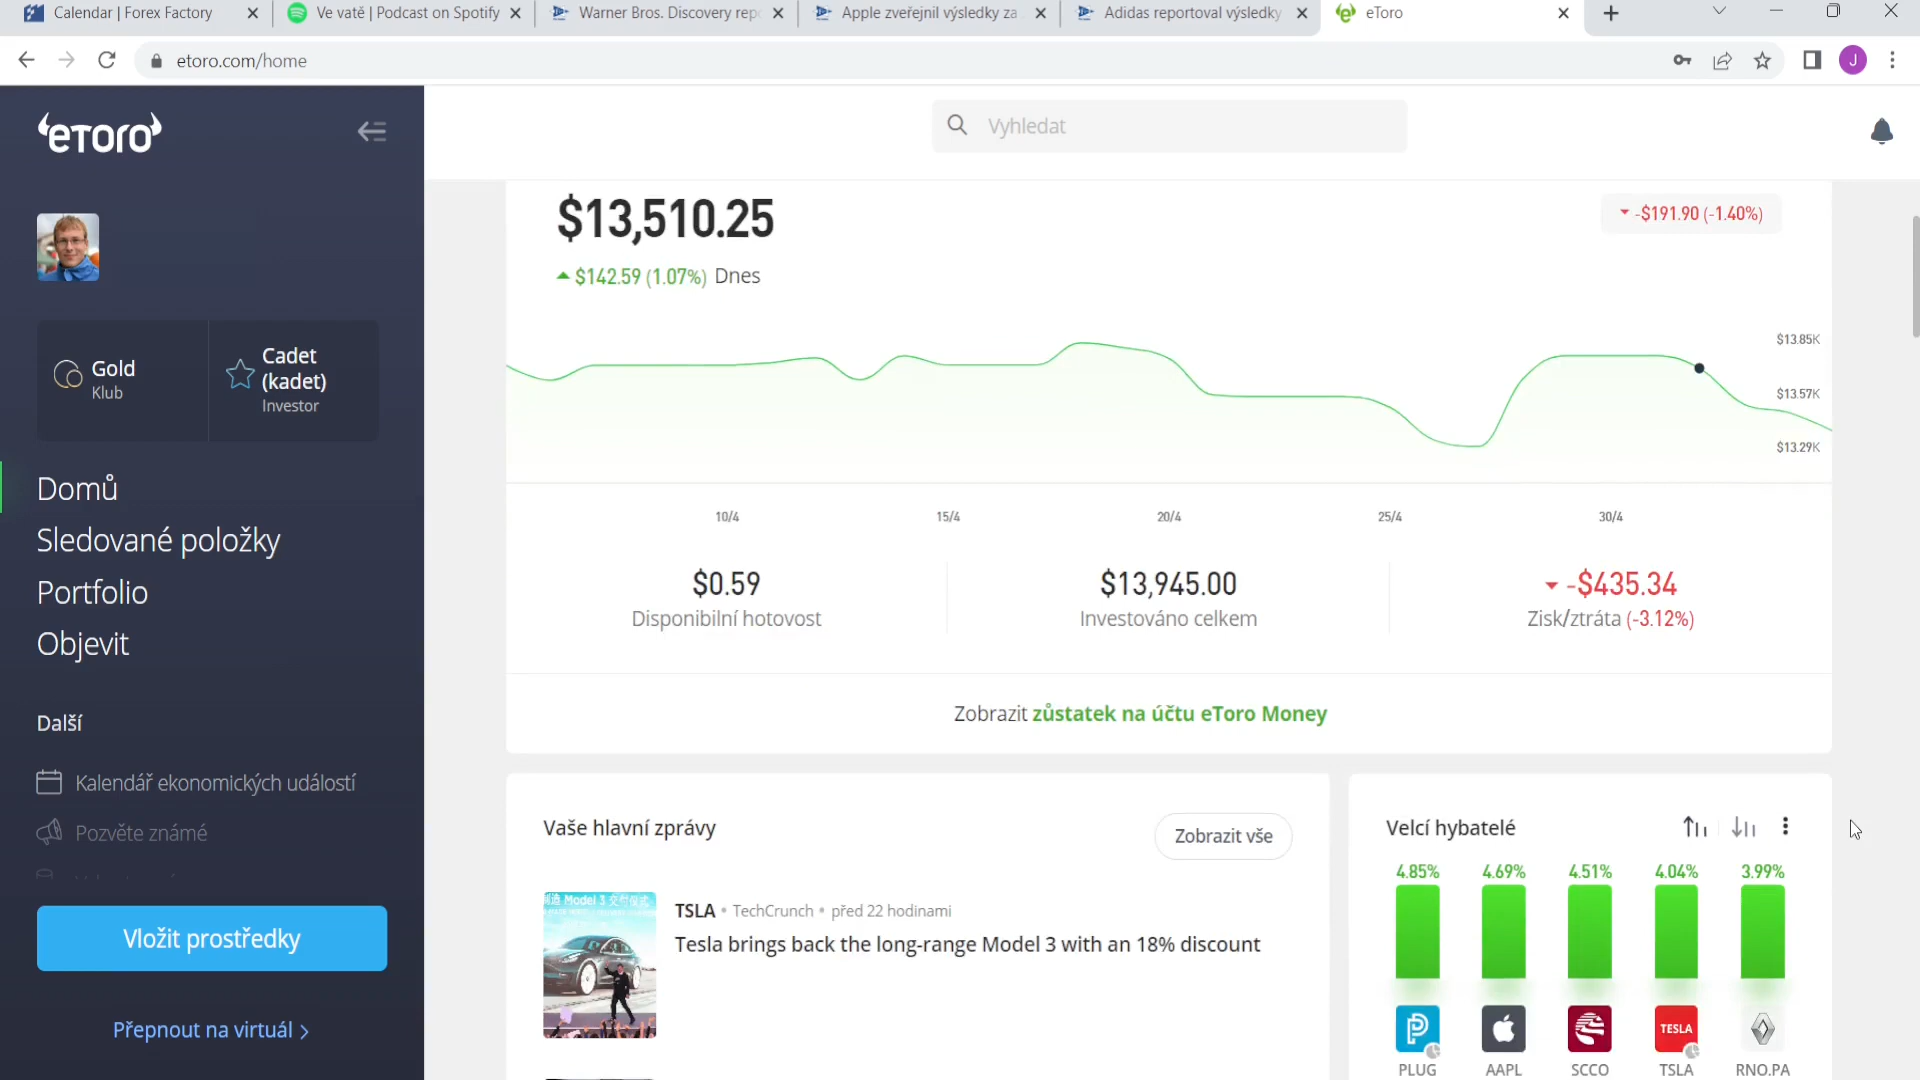 Calendar | Forex Factory
Ve vatě | Podcast on Spotify
Warner Bros. Discovery repo
Apple zveřejnil výsledky za
Adidas reportoval výsledky
eToro
etoro.com/home
J
eToro
Vyhledat
$13,510.25
-$191.90 (-1.40%)
$142.59 (1.07%) Dnes
Gold
Klub
Cadet
(kadet)
Investor
$13.85K
$13.57K
$13.29K
10/4
15/4
20/4
25/4
30/4
Domů
Sledované položky
Portfolio
Objevit
$0.59
Disponibilní hotovost
$13,945.00
Investováno celkem
-$435.34
Zisk/ztráta (-3.12%)
Zobrazit zůstatek na účtu eToro Money
Další
Kalendář ekonomických událostí
Pozvěte známé
Vložit prostředky
Přepnout na virtuál >
Vaše hlavní zprávy
Zobrazit vše
TSLA • TechCrunch • před 22 hodinami
Tesla brings back the long-range Model 3 with an 18% discount
Velcí hybatelé
4.85%
4.69%
4.51%
4.04%
3.99%
TESLA
PLUG
AAPL
SCCO
TSLA
RNO.PA